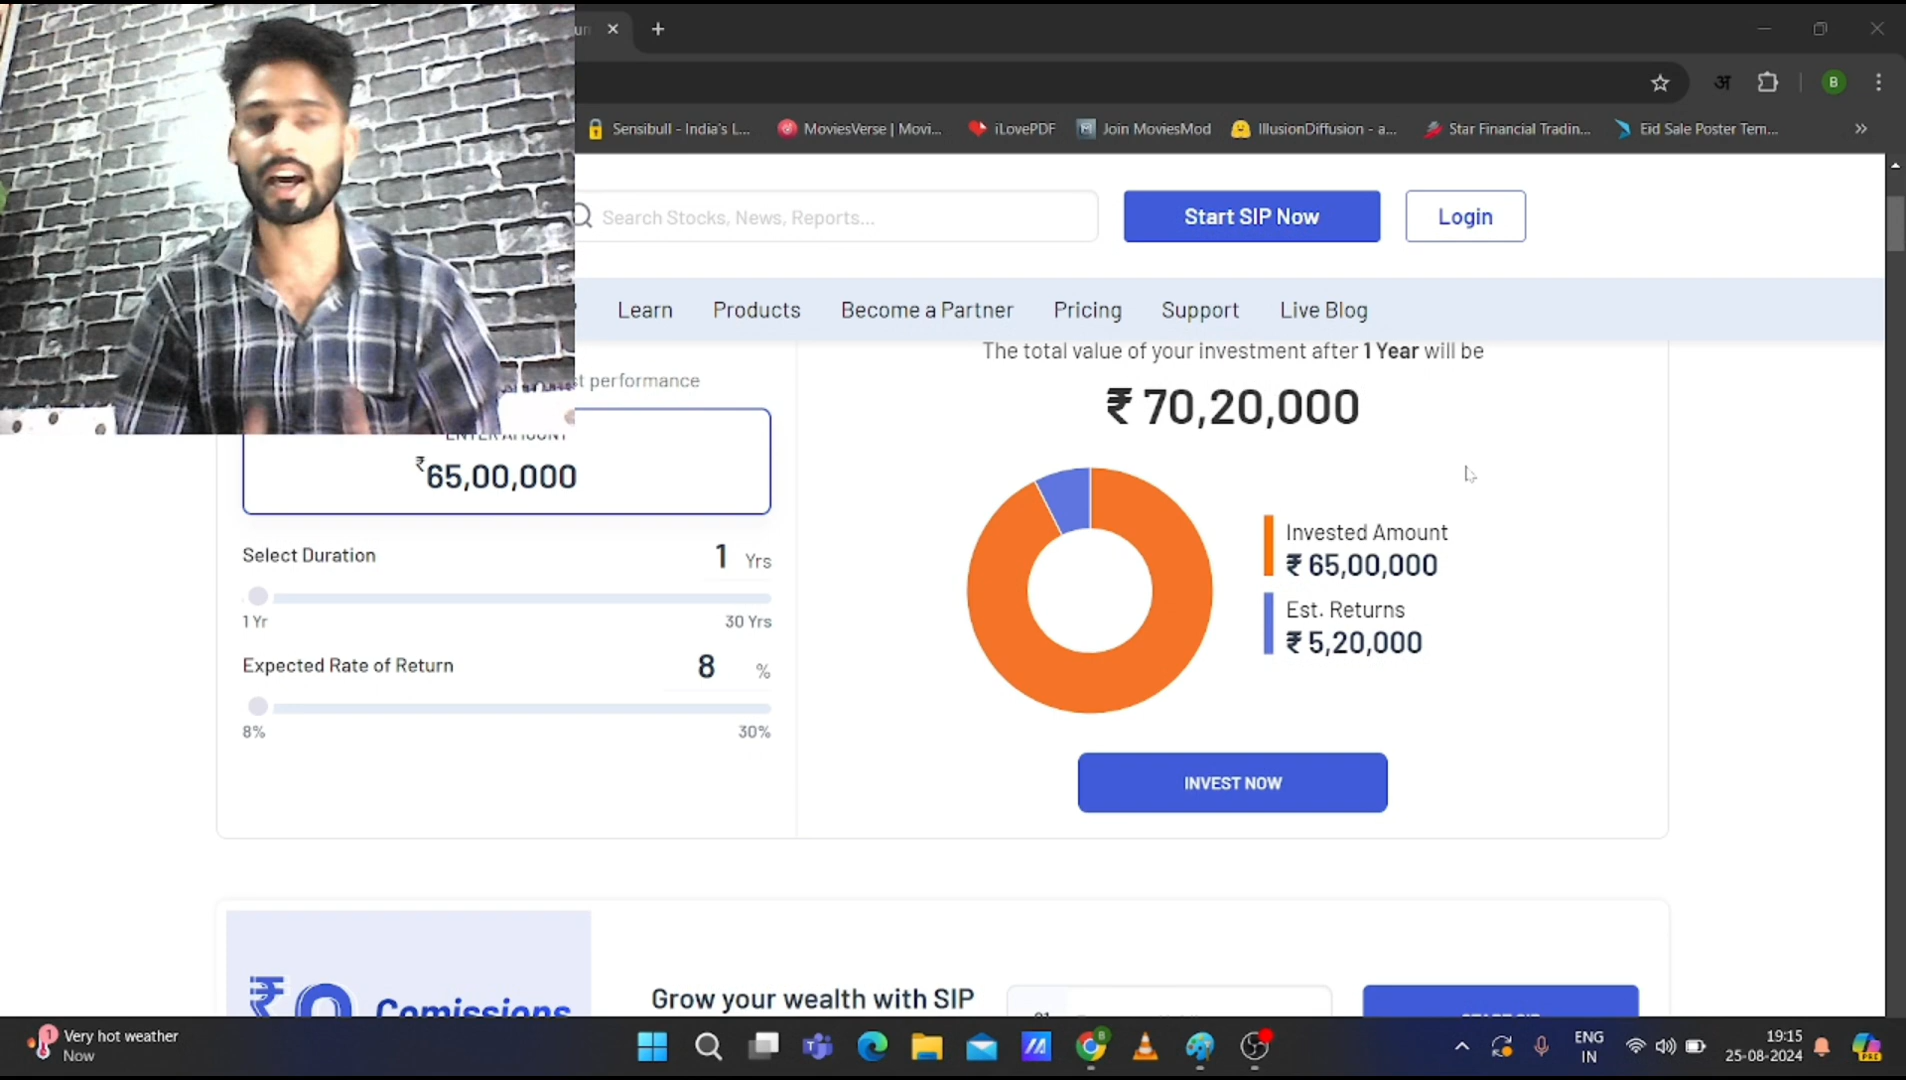 Sensibull - India's L...
MoviesVerse | Movi...
iLovePDF
Join MoviesMod
IllusionDiffusion - a...
Star Financial Tradin...
Eid Sale Poster Tem...
अ
B
Search Stocks, News, Reports...
Start SIP Now
Login
Learn
Products
Become a Partner
Pricing
Support
Live Blog
performance
ENTER AMOUNT
₹65,00,000
Select Duration
1 Yrs
1 Yr
30 Yrs
Expected Rate of Return
8 %
8%
30%
The total value of your investment after 1 Year will be
₹ 70,20,000
Invested Amount
₹ 65,00,000
Est. Returns
₹ 5,20,000
INVEST NOW
₹0 Comissions
Grow your wealth with SIP
1
Very hot weather
Now
ENG
IN
19:15
25-08-2024